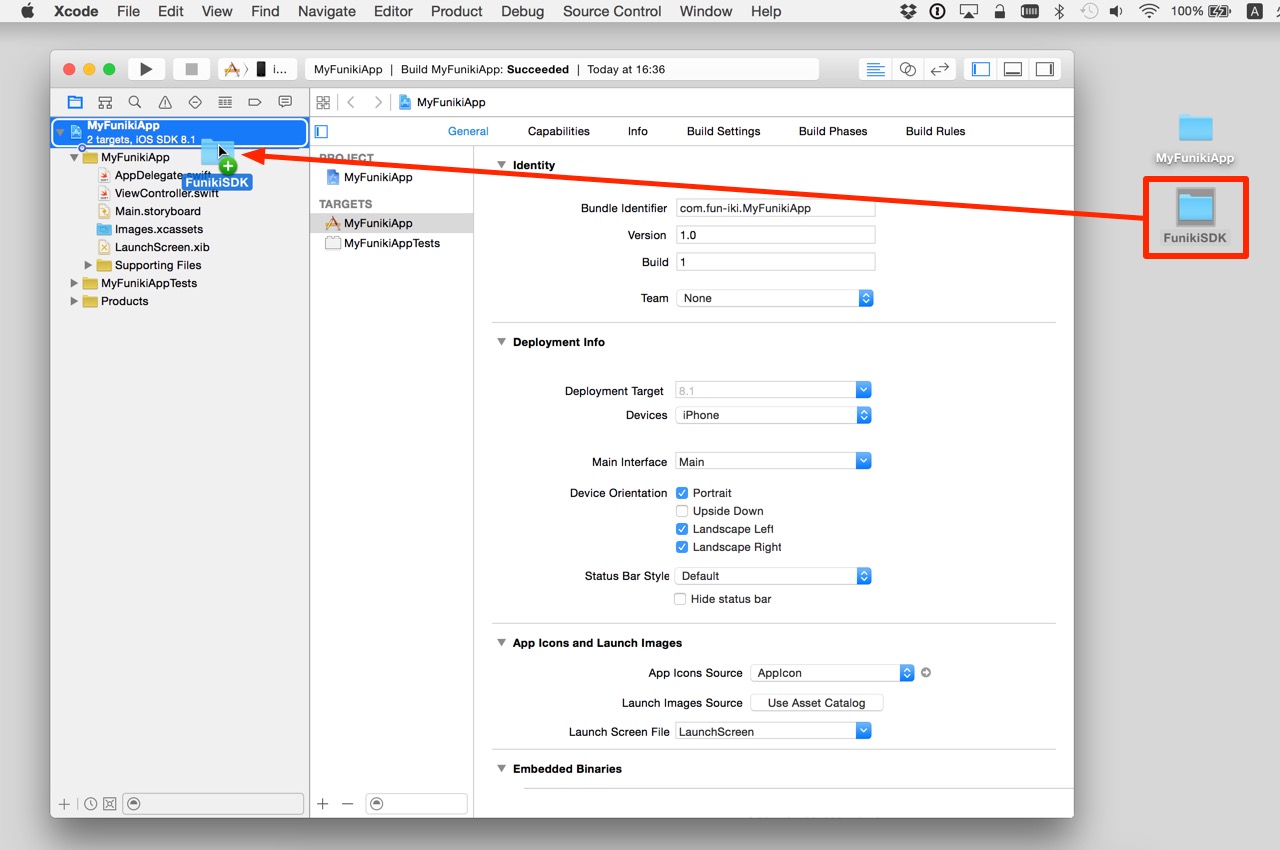 Xcode File Edit View Find Navigate Editor Product Debug Source Control Window Help 100% A
i...
MyFunikiApp | Build MyFunikiApp: Succeeded | Today at 16:36
MyFunikiApp
MyFunikiApp
2 targets, iOS SDK 8.1
MyFunikiApp
AppDelegate.swift
FunikiSDK
ViewController.swift
Main.storyboard
Images.xcassets
LaunchScreen.xib
Supporting Files
MyFunikiAppTests
Products
General Capabilities Info Build Settings Build Phases Build Rules
PROJECT
MyFunikiApp
TARGETS
MyFunikiApp
MyFunikiAppTests
Identity
Bundle Identifier com.fun-iki.MyFunikiApp
Version 1.0
Build 1
Team None
Deployment Info
Deployment Target 8.1
Devices iPhone
Main Interface Main
Device Orientation Portrait
Upside Down
Landscape Left
Landscape Right
Status Bar Style Default
Hide status bar
App Icons and Launch Images
App Icons Source AppIcon
Launch Images Source Use Asset Catalog
Launch Screen File LaunchScreen
Embedded Binaries
MyFunikiApp
FunikiSDK